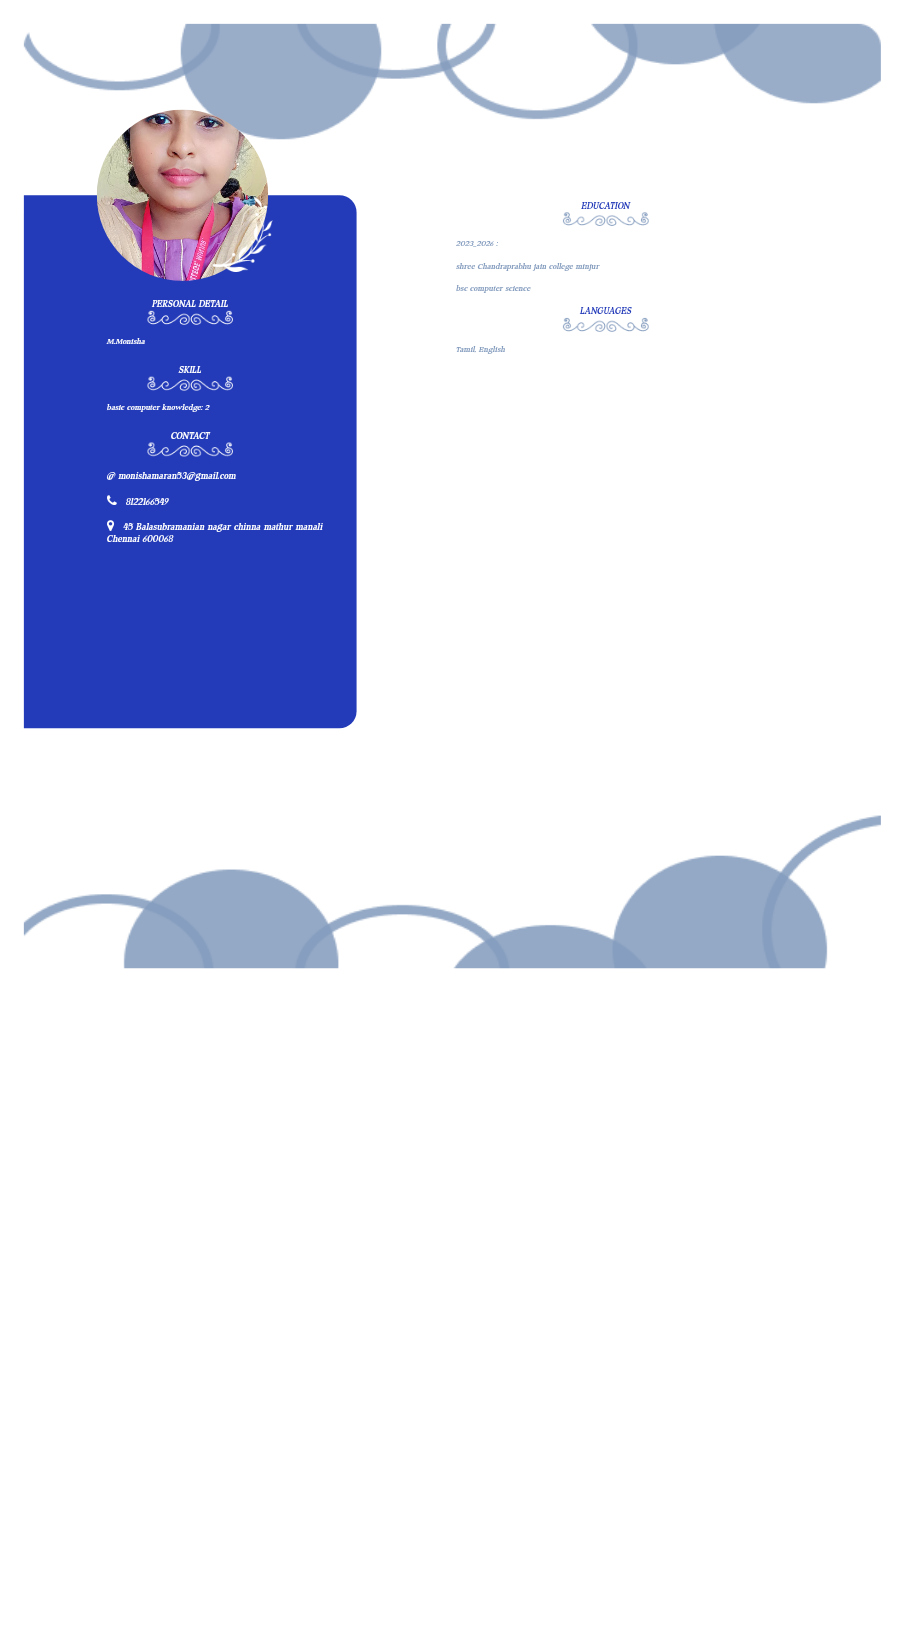 PERSONAL DETAIL
M.Monisha
SKILL
basic computer knowledge: 2
CONTACT
@ monishamaran53@gmail.com
8122166549
45 Balasubramanian nagar chinna mathur manali
Chennai 600068
EDUCATION
2023_2026 :
shree Chandraprabhu jain college minjur
bsc computer science
LANGUAGES
Tamil. English